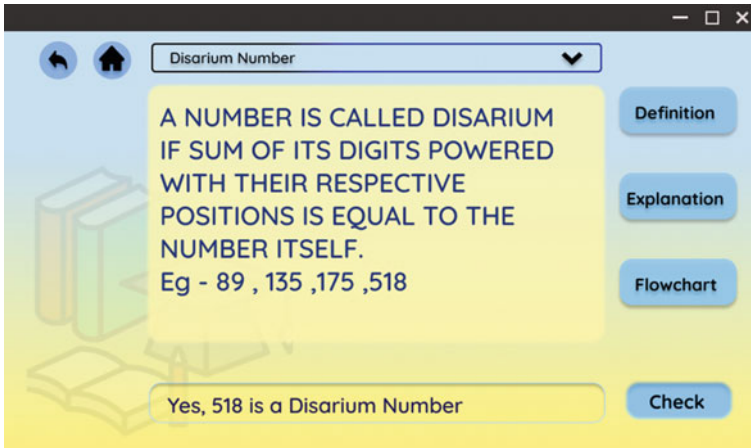 Disarium Number
A NUMBER IS CALLED DISARIUM
IF SUM OF ITS DIGITS POWERED
WITH THEIR RESPECTIVE
POSITIONS IS EQUAL TO THE
NUMBER ITSELF.
Eg - 89 , 135 ,175 ,518
Definition
Explanation
Flowchart
Yes, 518 is a Disarium Number
Check